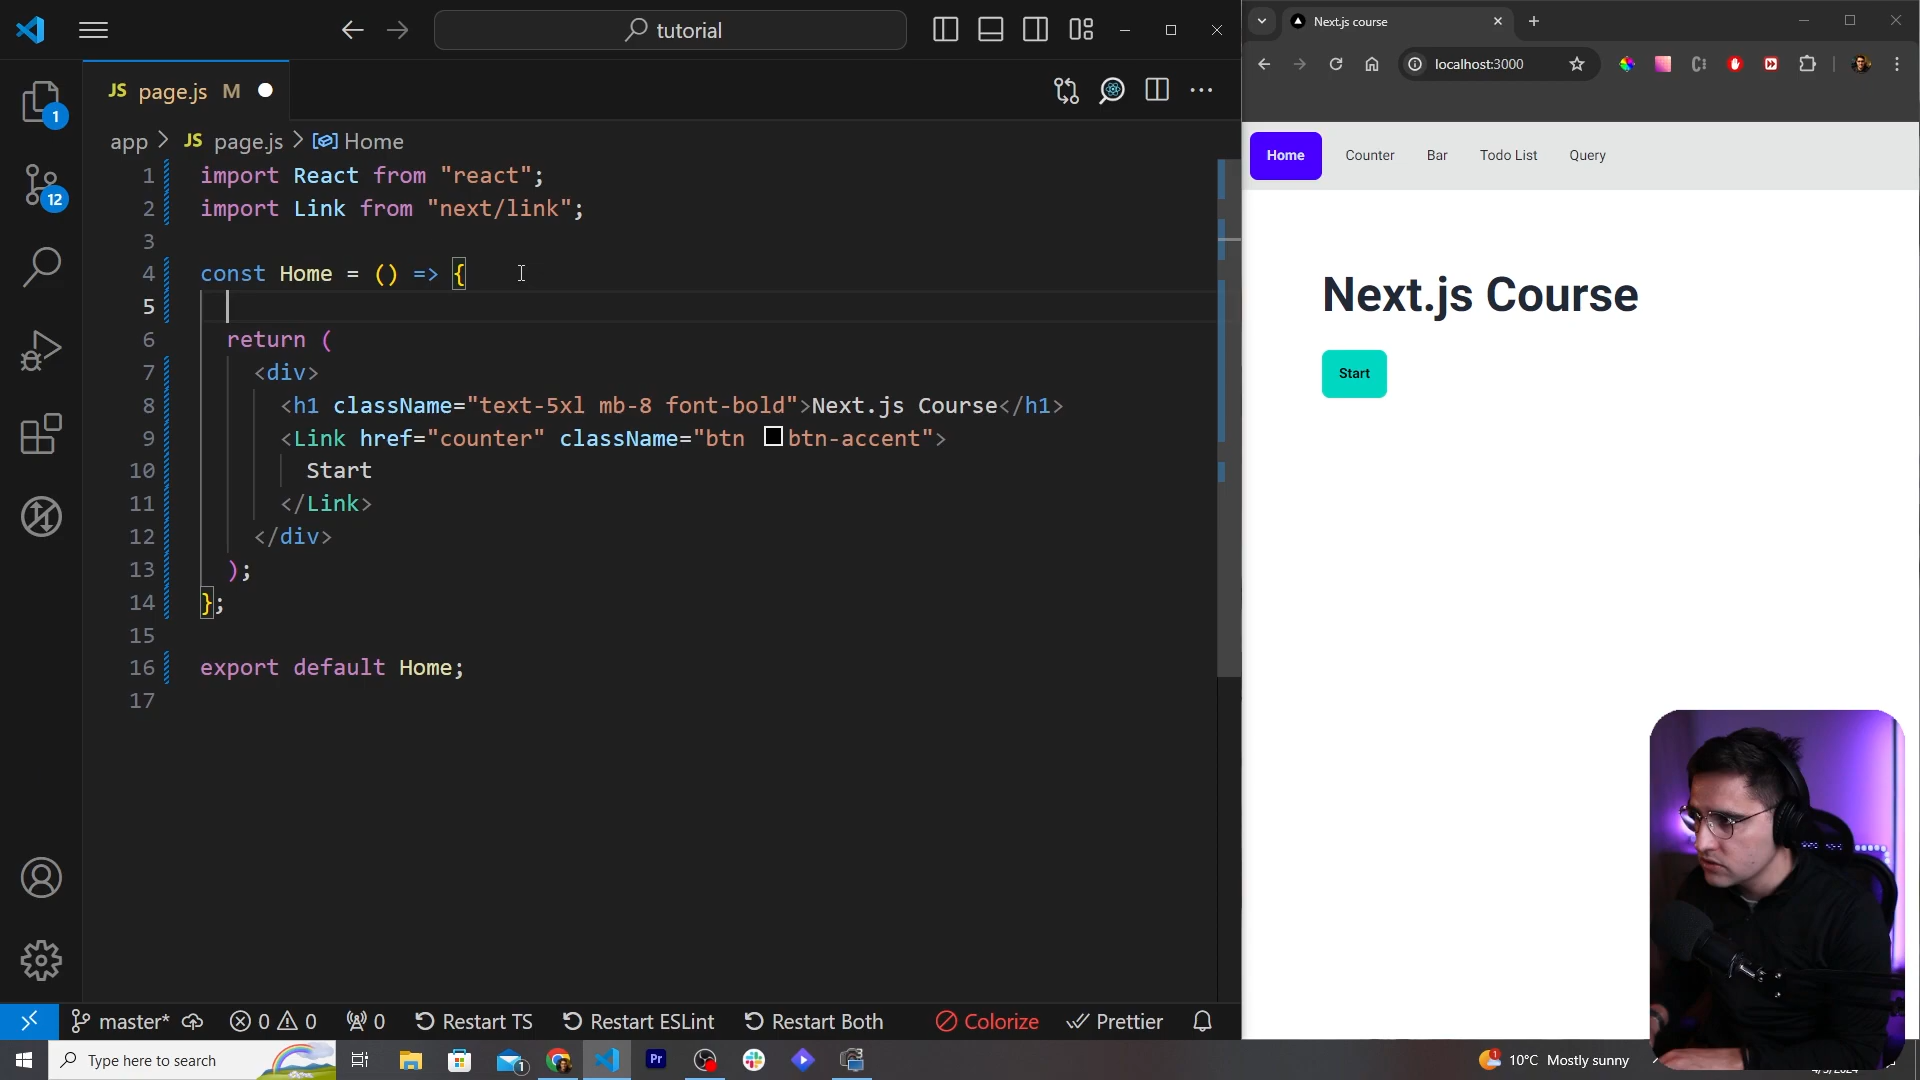 tutorial
JS page.js M
app > JS page.js > Home
1
12
1 import React from "react";
2 import Link from "next/link";
3
4 const Home = () => {
5
6 return (
7 <div>
8 <h1 className="text-5xl mb-8 font-bold">Next.js Course</h1>
9 <Link href="counter" className="btn btn-accent">
10 Start
11 </Link>
12 </div>
13 );
14 };
15
16 export default Home;
17
master* 0 0 0 Restart TS Restart ESLint Restart Both Colorize Prettier
Next.js course
localhost:3000
Home Counter Bar Todo List Query
Next.js Course
Start
Type here to search
1
Pr
1 10°C Mostly sunny